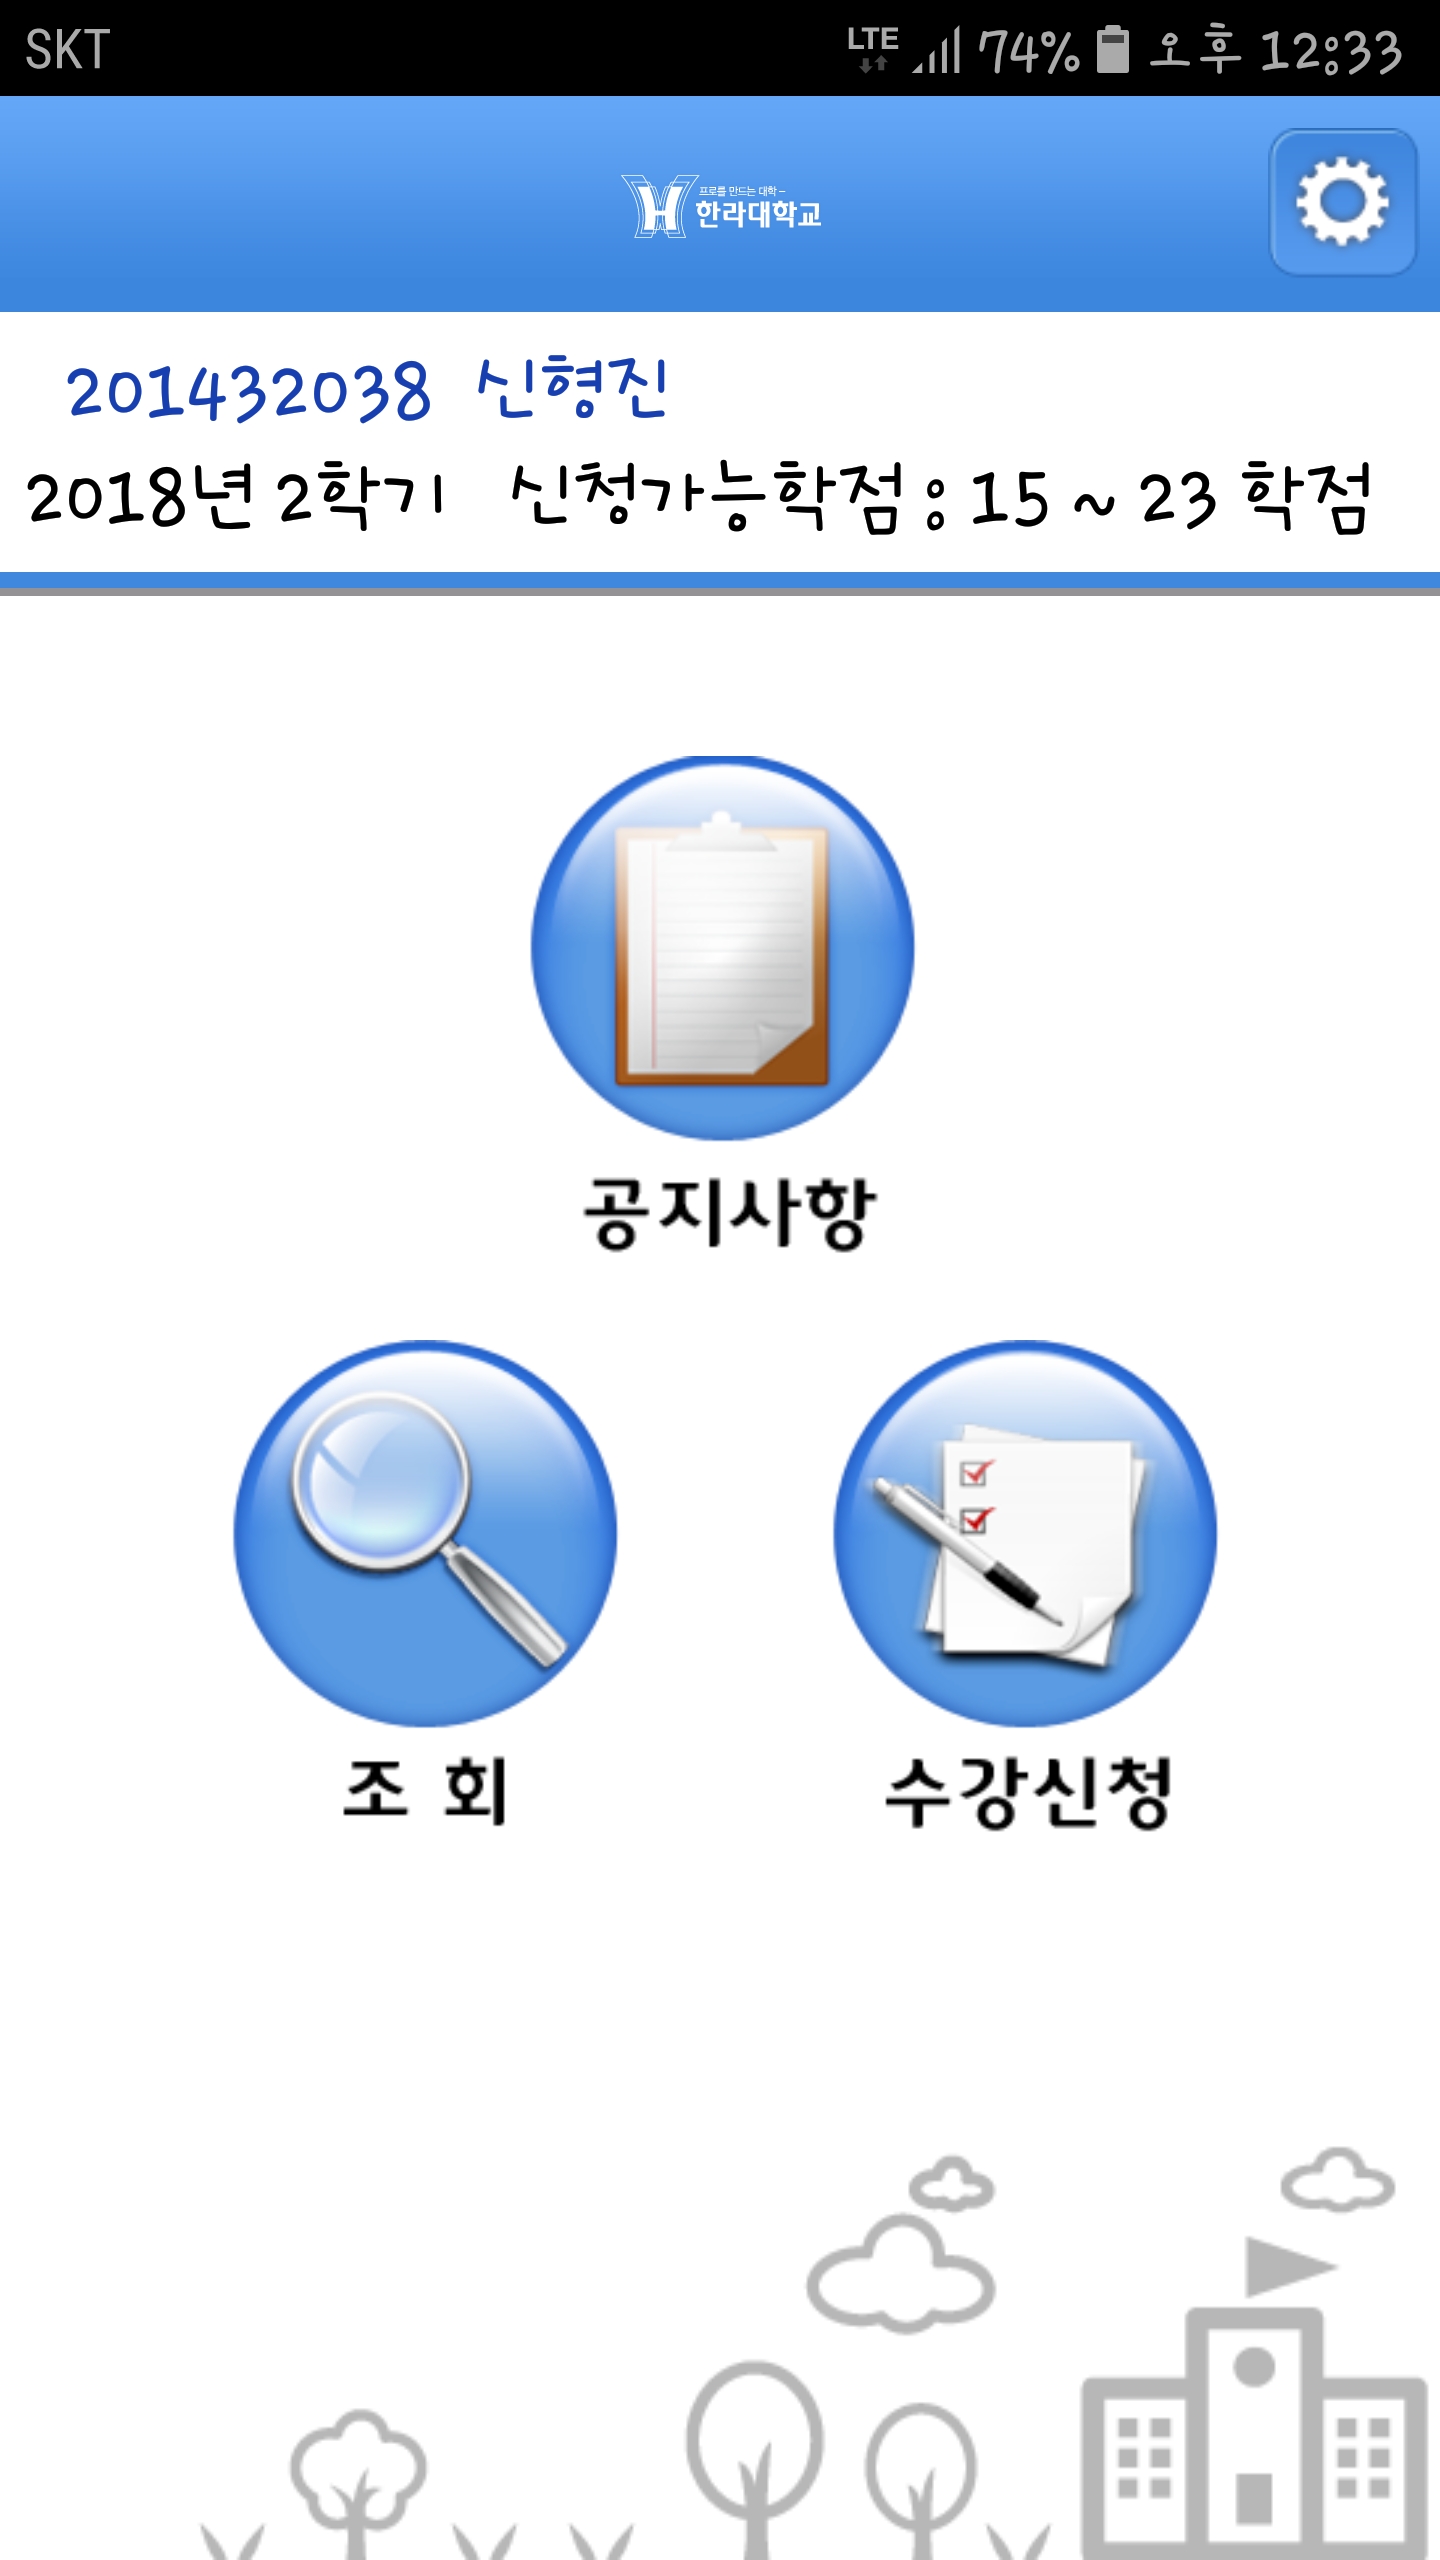 SKT LTE 74% 오후 12:33
프로를 만드는 대학
한라대학교
201432038 신형진
2018년 2학기 신청가능학점 : 15 ~ 23 학점
공지사항
조 회 수강신청